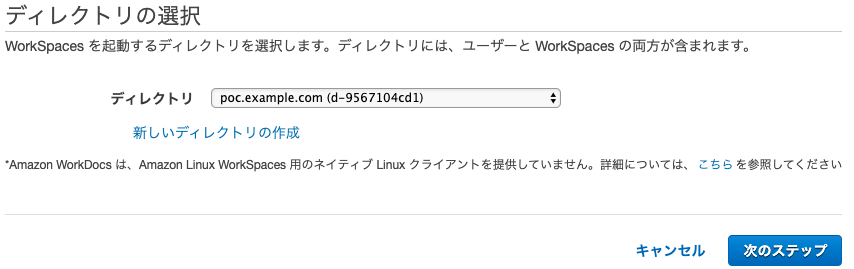 ディレクトリの選択
WorkSpaces を起動するディレクトリを選択します。ディレクトリには、ユーザーと WorkSpaces の両方が含まれます。
ディレクトリ poc.example.com (d-9567104cd1)
新しいディレクトリの作成
*Amazon WorkDocs は、Amazon Linux WorkSpaces 用のネイティブ Linux クライアントを提供していません。詳細については、 こちら を参照してください
キャンセル 次のステップ